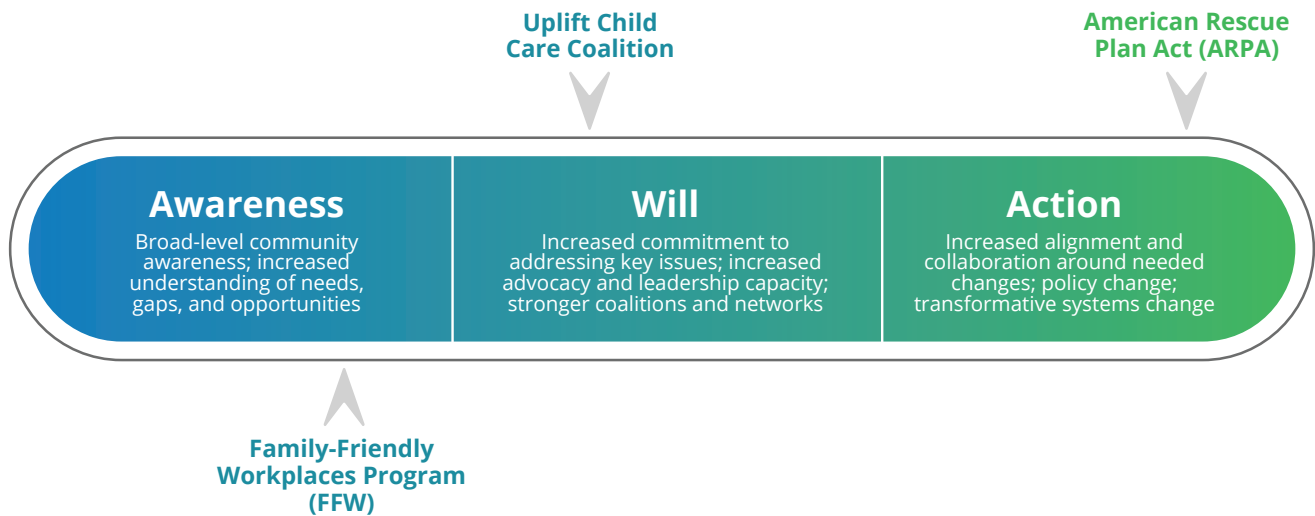 Uplift Child
Care Coalition
American Rescue
Plan Act (ARPA)
Awareness
Broad-level community
awareness; increased
understanding of needs,
gaps, and opportunities
Will
Increased commitment to
addressing key issues; increased
advocacy and leadership capacity;
stronger coalitions and networks
Action
Increased alignment and
collaboration around needed
changes; policy change;
transformative systems change
Family-Friendly
Workplaces Program
(FFW)